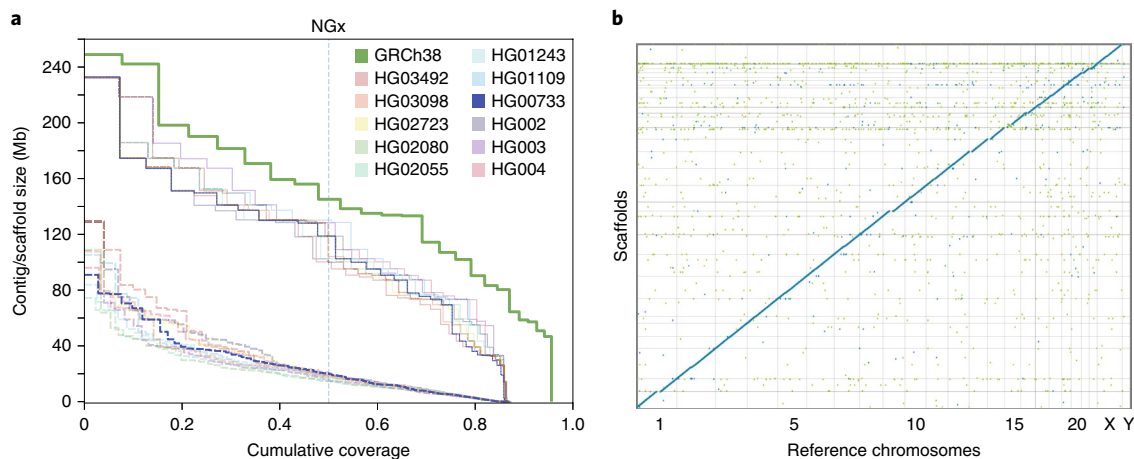 a
NGx
Contig/scaffold size (Mb)
240
200
160
120
80
40
0
GRCh38
HG03492
HG03098
HG02723
HG02080
HG02055
HG01243
HG01109
HG00733
HG002
HG003
HG004
0 0.2 0.4 0.6 0.8 1.0
Cumulative coverage
b
Scaffolds
1 5 10 15 20 X Y
Reference chromosomes